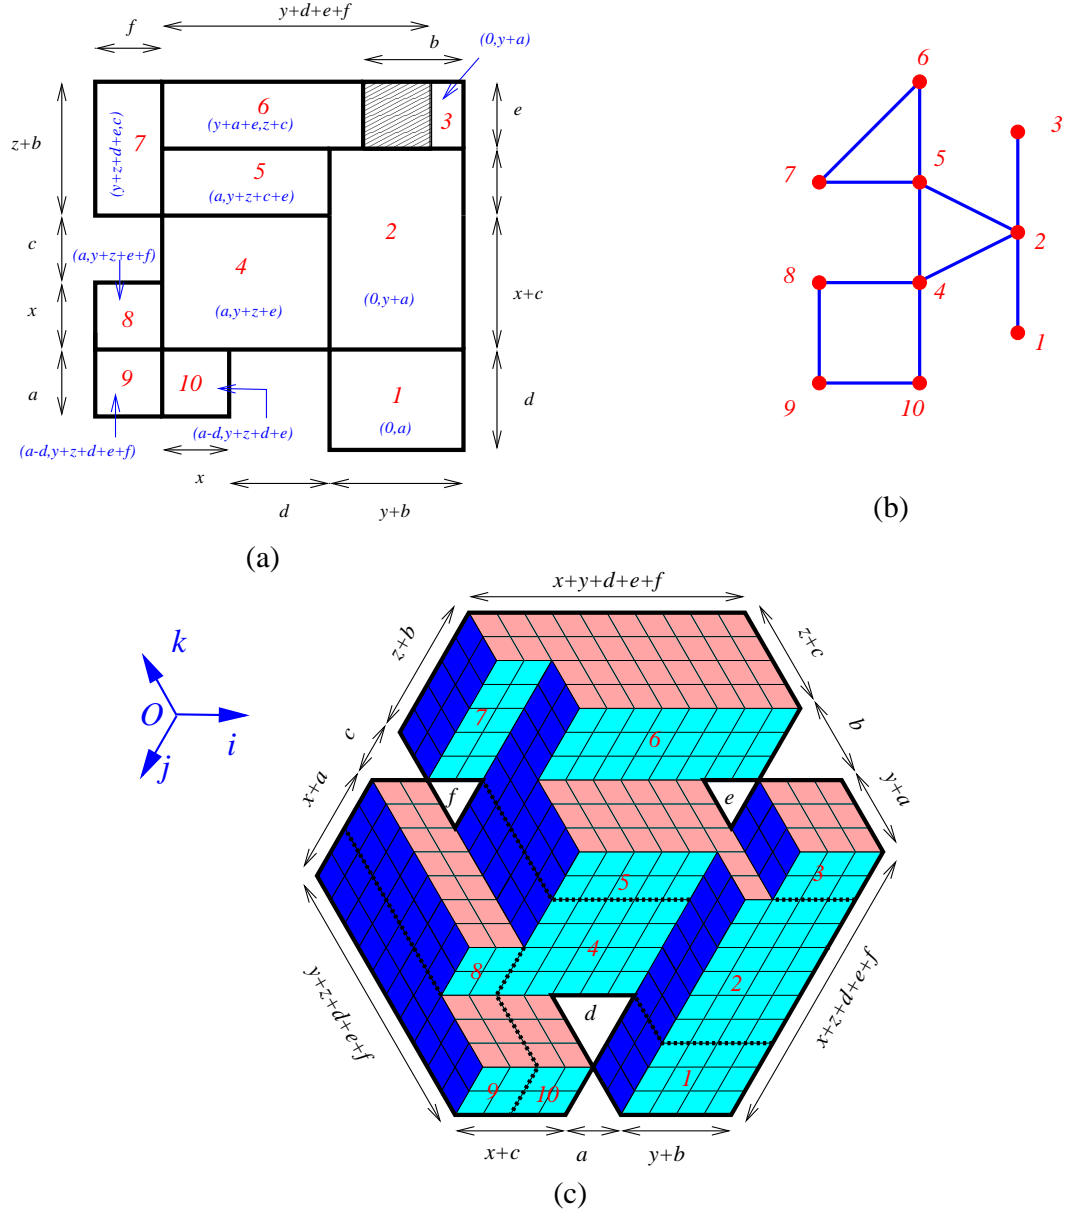 y+d+e+f
f
b
(0,y+a)
z+b
7
(y+z+d+e,c)
6
(y+a+e,z+c)
3
e
5
(a,y+z+c+e)
2
(0,y+a)
c
(a,y+z+e+f)
4
(a,y+z+e)
x
8
x+c
a
9
10
1
(0,a)
d
(a-d,y+z+d+e)
(a-d,y+z+d+e+f)
x
d
y+b
(a)
6
3
5
7
2
8
4
1
9
10
(b)
x+y+d+e+f
z+b
z+c
k
O
i
j
c
b
7
6
x+a
f
e
y+a
5
3
4
8
2
y+z+d+e+f
d
x+z+d+e+f
9
10
1
x+c
a
y+b
(c)